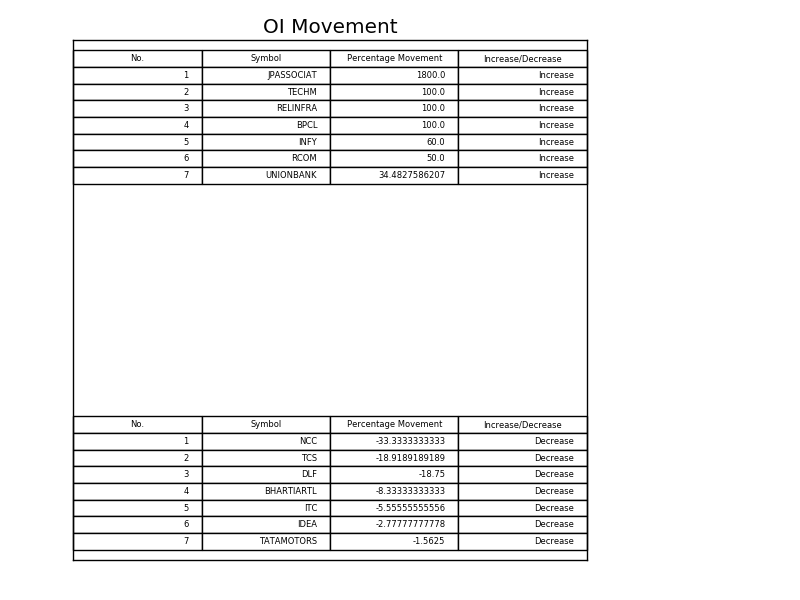 OI Movement
No. Symbol Percentage Movement Increase/Decrease
1 JPASSOCIAT 1800.0 Increase
2 TECHM 100.0 Increase
3 RELINFRA 100.0 Increase
4 BPCL 100.0 Increase
5 INFY 60.0 Increase
6 RCOM 50.0 Increase
7 UNIONBANK 34.4827586207 Increase
No. Symbol Percentage Movement Increase/Decrease
1 NCC -33.3333333333 Decrease
2 TCS -18.9189189189 Decrease
3 DLF -18.75 Decrease
4 BHARTIARTL -8.33333333333 Decrease
5 ITC -5.55555555556 Decrease
6 IDEA -2.77777777778 Decrease
7 TATAMOTORS -1.5625 Decrease